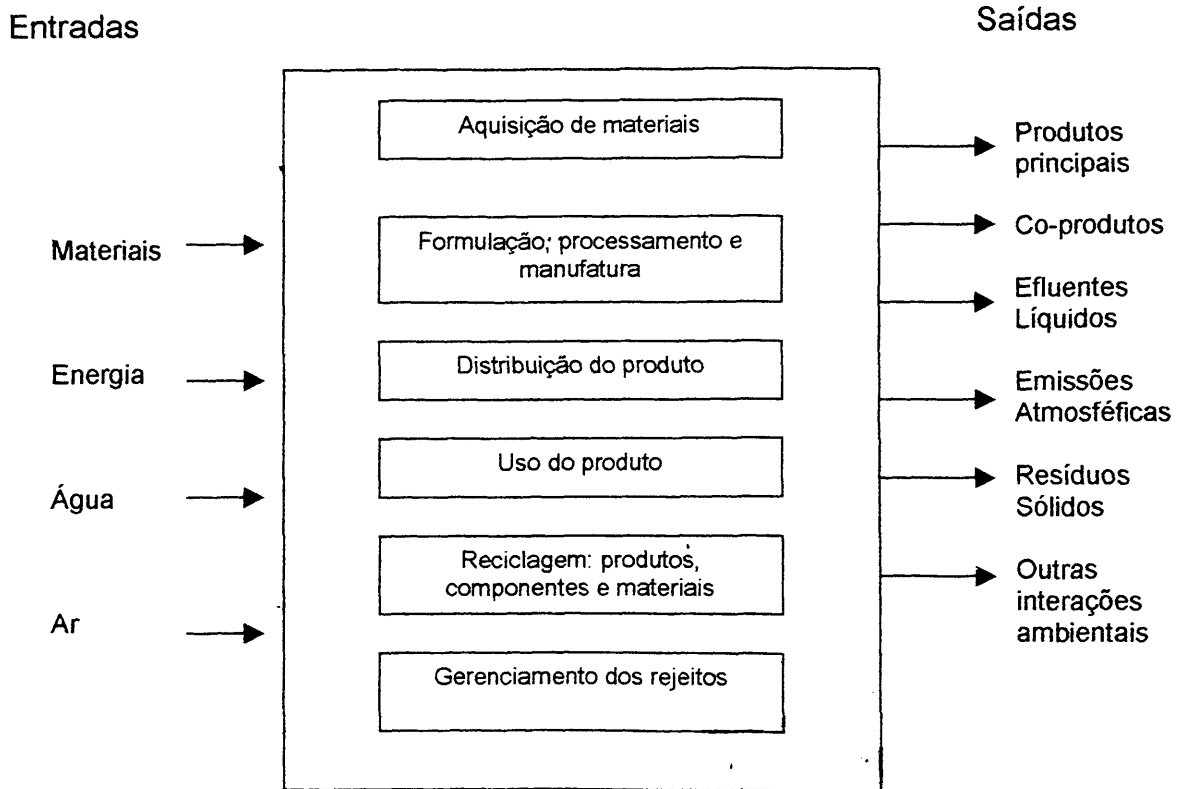 Entradas
Saídas
Aquisição de materiais
Formulação; processamento e
manufatura
Distribuição do produto
Uso do produto
Reciclagem: produtos,
componentes e materiais
Gerenciamento dos rejeitos
Materiais
Energia
Água
Ar
Produtos
principais
Co-produtos
Efluentes
Líquidos
Emissões
Atmosféficas
Resíduos
Sólidos
Outras
interações
ambientais